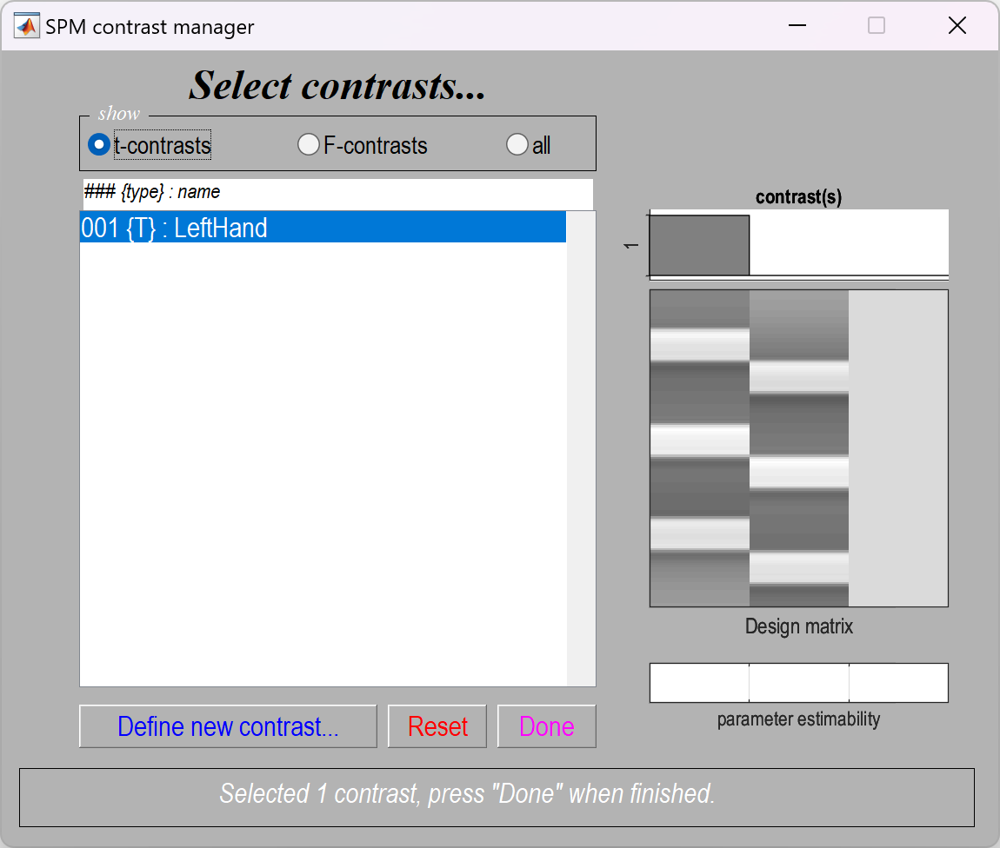 SPM contrast manager
Select contrasts...
show
t-contrasts F-contrasts all
### {type} : name
001 {T} : LeftHand
contrast(s)
1
Design matrix
parameter estimability
Define new contrast... Reset Done
Selected 1 contrast, press "Done" when finished.